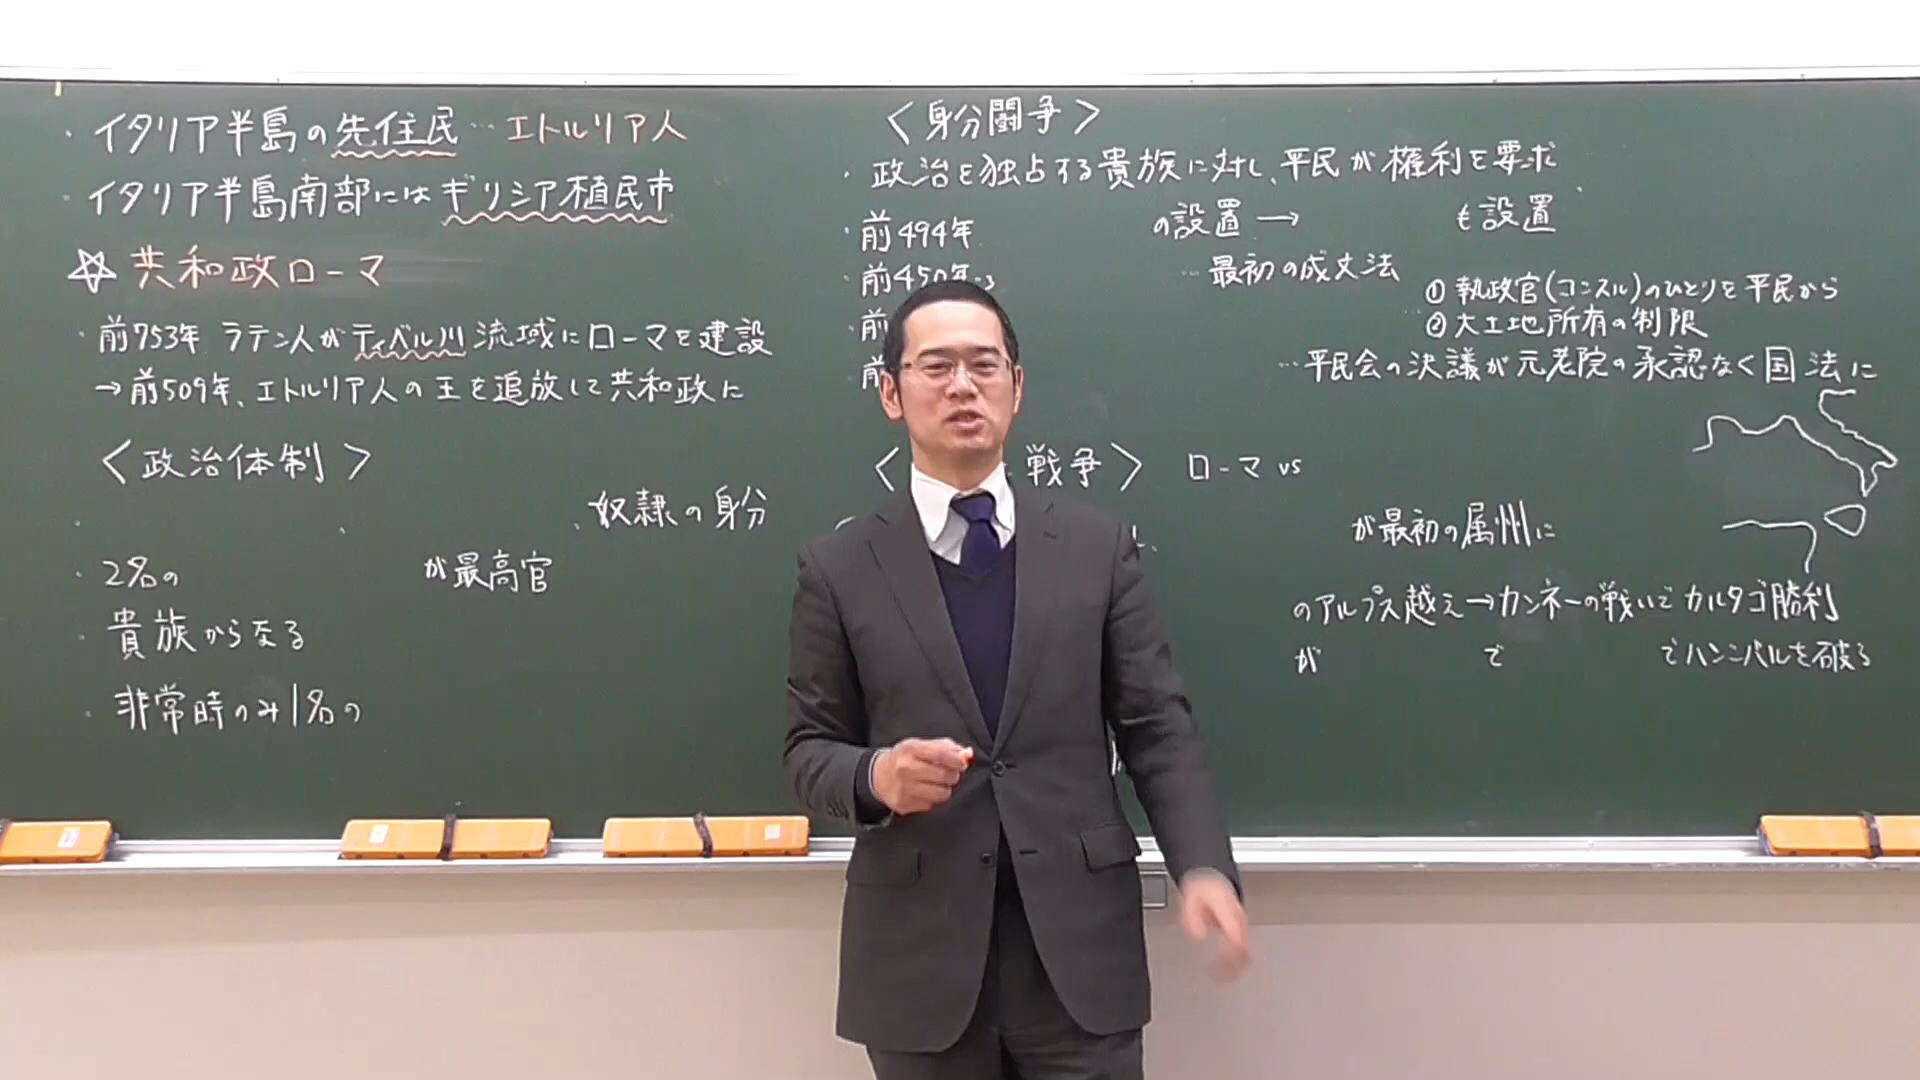 ・イタリア半島の先住民…エトルリア人
・イタリア半島南部にはギリシア植民市
☆共和政ローマ
・前753年 ラテン人がティベル川流域にローマを建設
→前509年、エトルリア人の王を追放して共和政に
〈政治体制〉
・ ・ ・奴隷の身分
・2名の が最高官
・貴族からなる
・非常時のみ1名の
〈身分闘争〉
・政治を独占する貴族に対し、平民が権利を要求
・前494年 の設置→ も設置
・前450年ごろ …最初の成文法
・前 ① 執政官(コンスル)のひとりを平民から
② 大土地所有の制限
・前 …平民会の決議が元老院の承認なく国法に
〈 戦争〉 ローマ vs
が最初の属州に
のアルプス越え→カンネーの戦いでカルタゴ勝利
が で でハンニバルを破る